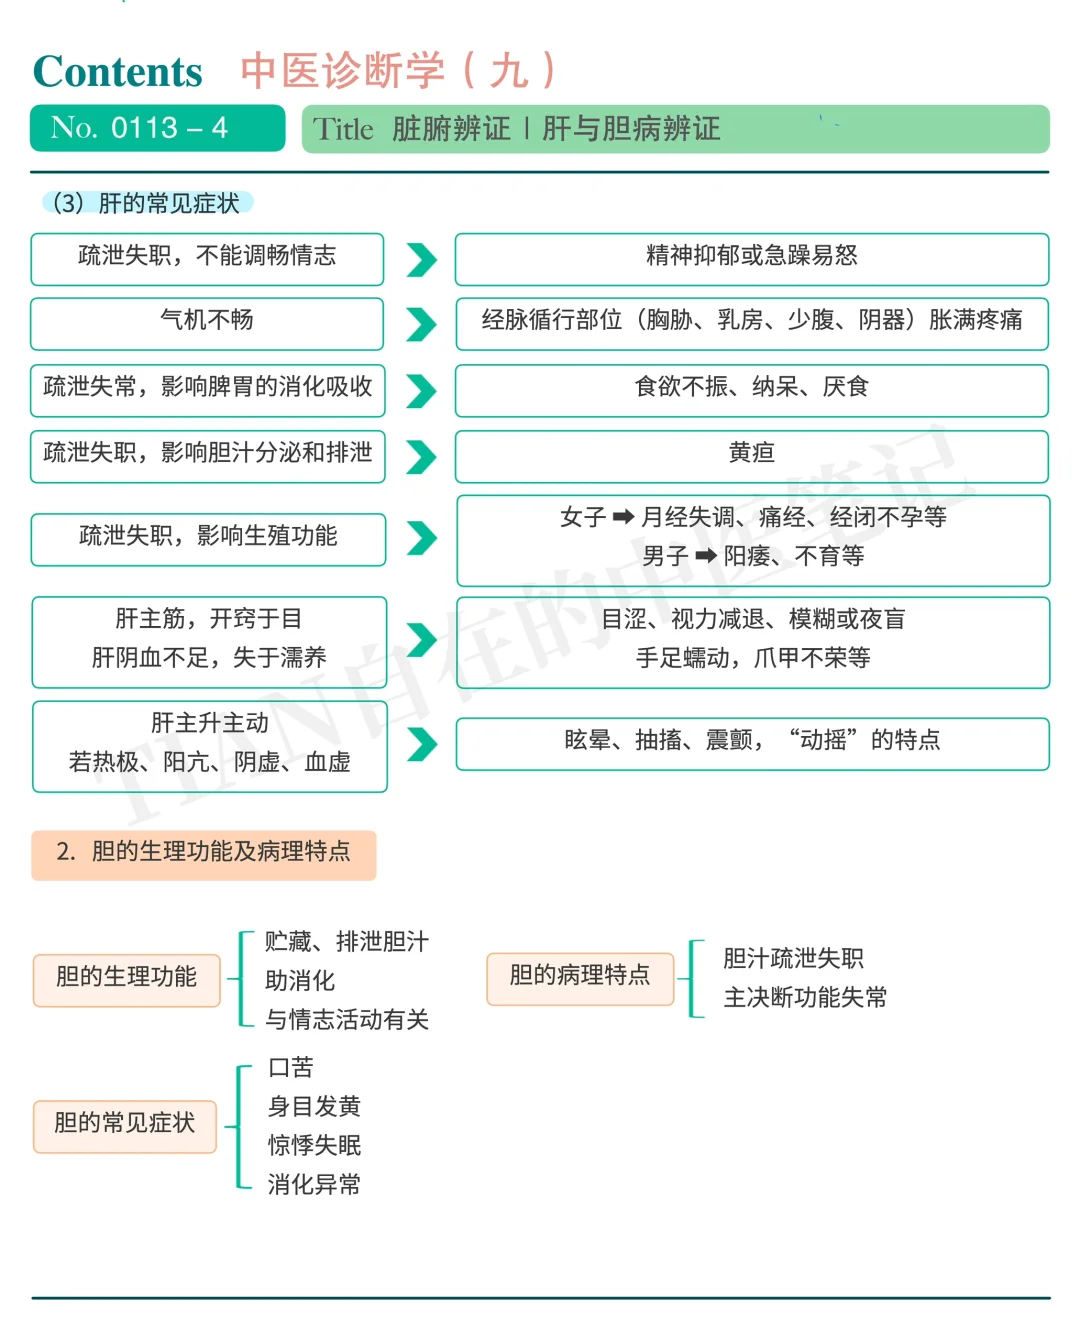 Contents 中医诊断学（九）
No. 0113 – 4 Title 脏腑辨证 | 肝与胆病辨证
（3）肝的常见症状
疏泄失职，不能调畅情志
精神抑郁或急躁易怒
气机不畅
经脉循行部位（胸胁、乳房、少腹、阴器）胀满疼痛
疏泄失常，影响脾胃的消化吸收
食欲不振、纳呆、厌食
疏泄失职，影响胆汁分泌和排泄
黄疸
疏泄失职，影响生殖功能
女子➡月经失调、痛经、经闭不孕等
男子➡阳痿、不育等
肝主筋，开窍于目
肝阴血不足，失于濡养
目涩、视力减退、模糊或夜盲
手足蠕动，爪甲不荣等
肝主升主动
若热极、阳亢、阴虚、血虚
眩晕、抽搐、震颤，“动摇”的特点
2. 胆的生理功能及病理特点
胆的生理功能
贮藏、排泄胆汁
助消化
与情志活动有关
胆的病理特点
胆汁疏泄失职
主决断功能失常
胆的常见症状
口苦
身目发黄
惊悸失眠
消化异常
TIAN自在的中医笔记